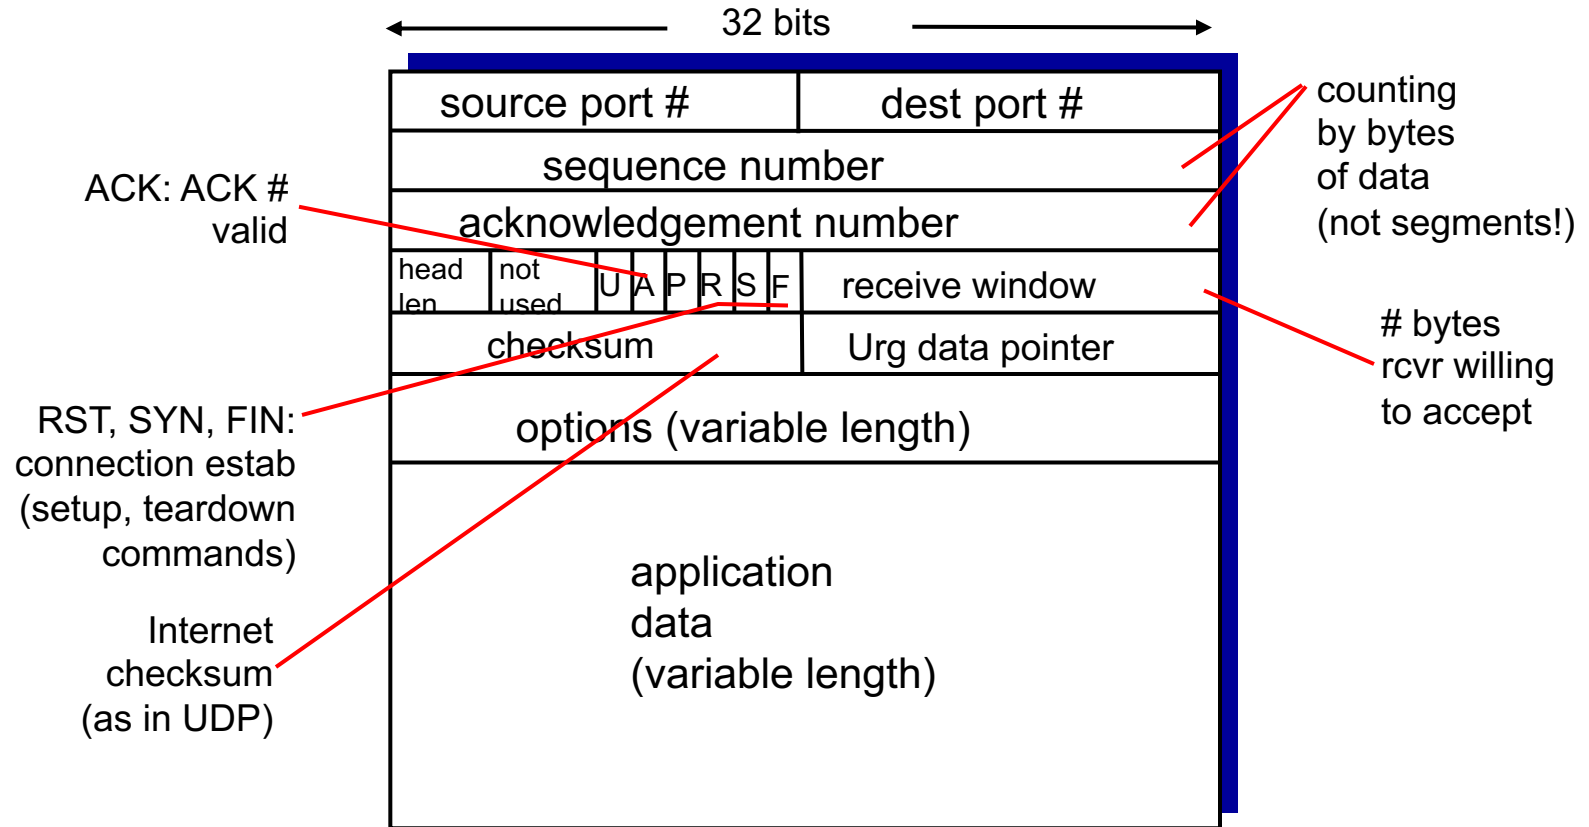 32 bits
source port #
dest port #
sequence number
acknowledgement number
head
len
not
used
U
A
P
R
S
F
receive window
checksum
Urg data pointer
options (variable length)
application
data
(variable length)
ACK: ACK #
valid
RST, SYN, FIN:
connection estab
(setup, teardown
commands)
Internet
checksum
(as in UDP)
counting
by bytes
of data
(not segments!)
# bytes
rcvr willing
to accept